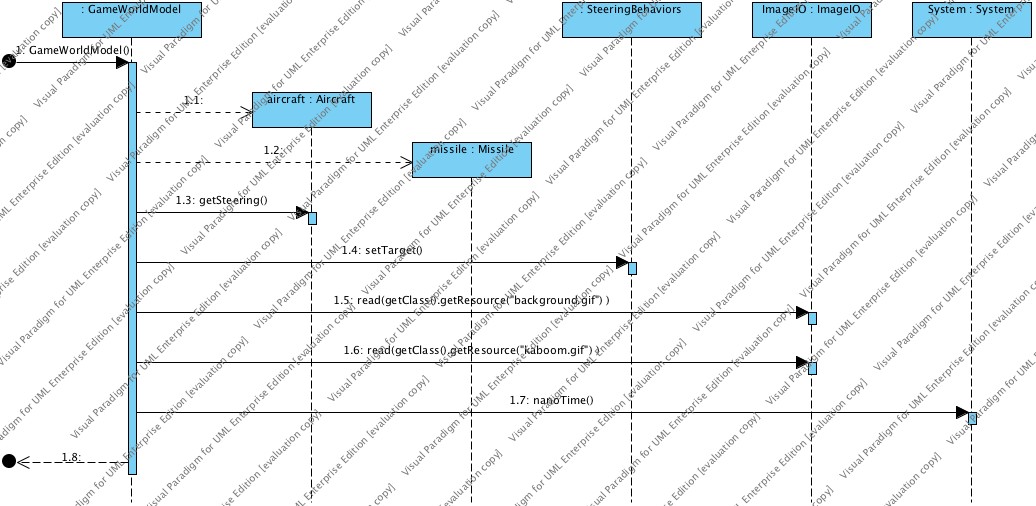 : GameWorldModel
: SteeringBehaviors
ImageIO : ImageIO
System : System
1: GameWorldModel()
1.1:
aircraft : Aircraft
1.2:
missile : Missile
1.3: getSteering()
1.4: setTarget()
1.5: read(getClass().getResource("background.gif") )
1.6: read(getClass().getResource("kaboom.gif") )
1.7: nanoTime()
1.8:
Visual Paradigm for UML Enterprise Edition [evaluation copy]